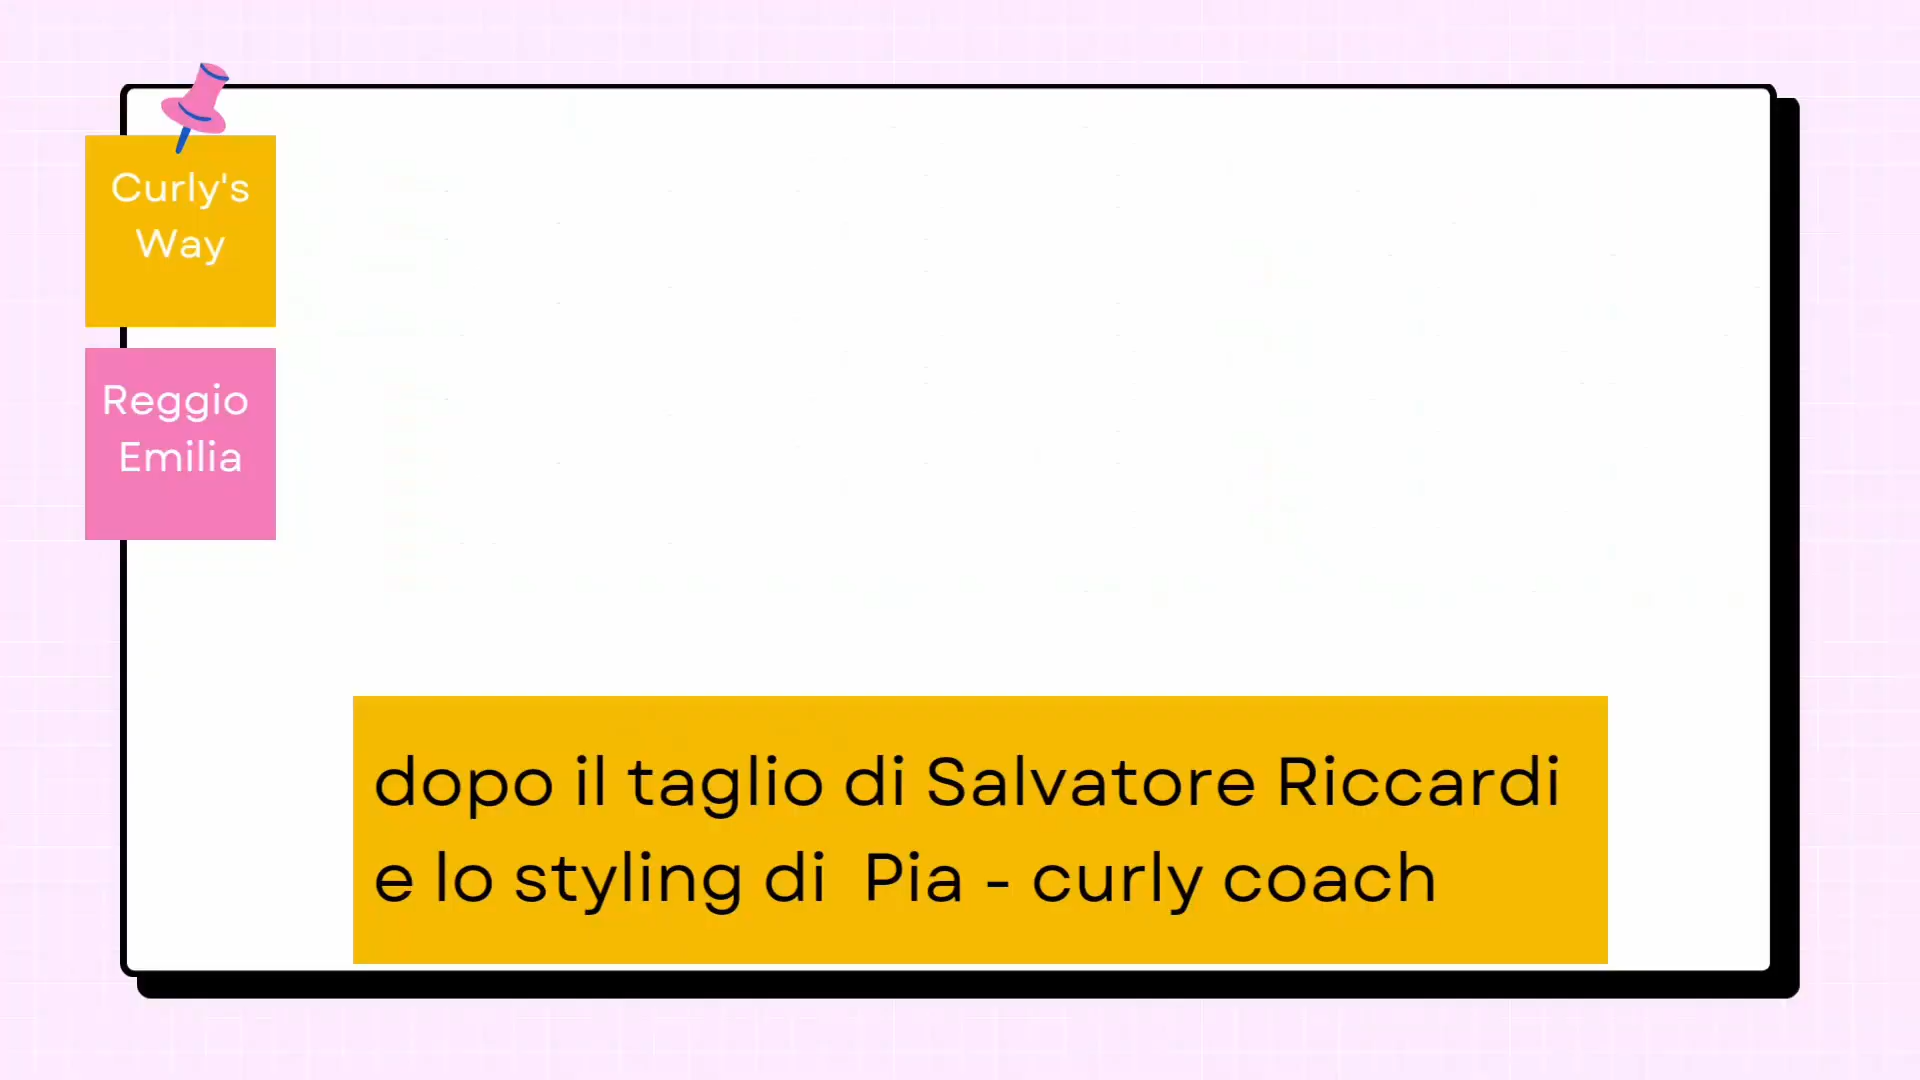 Curly's
Way
Reggio
Emilia
dopo il taglio di Salvatore Riccardi
e lo styling di  Pia - curly coach